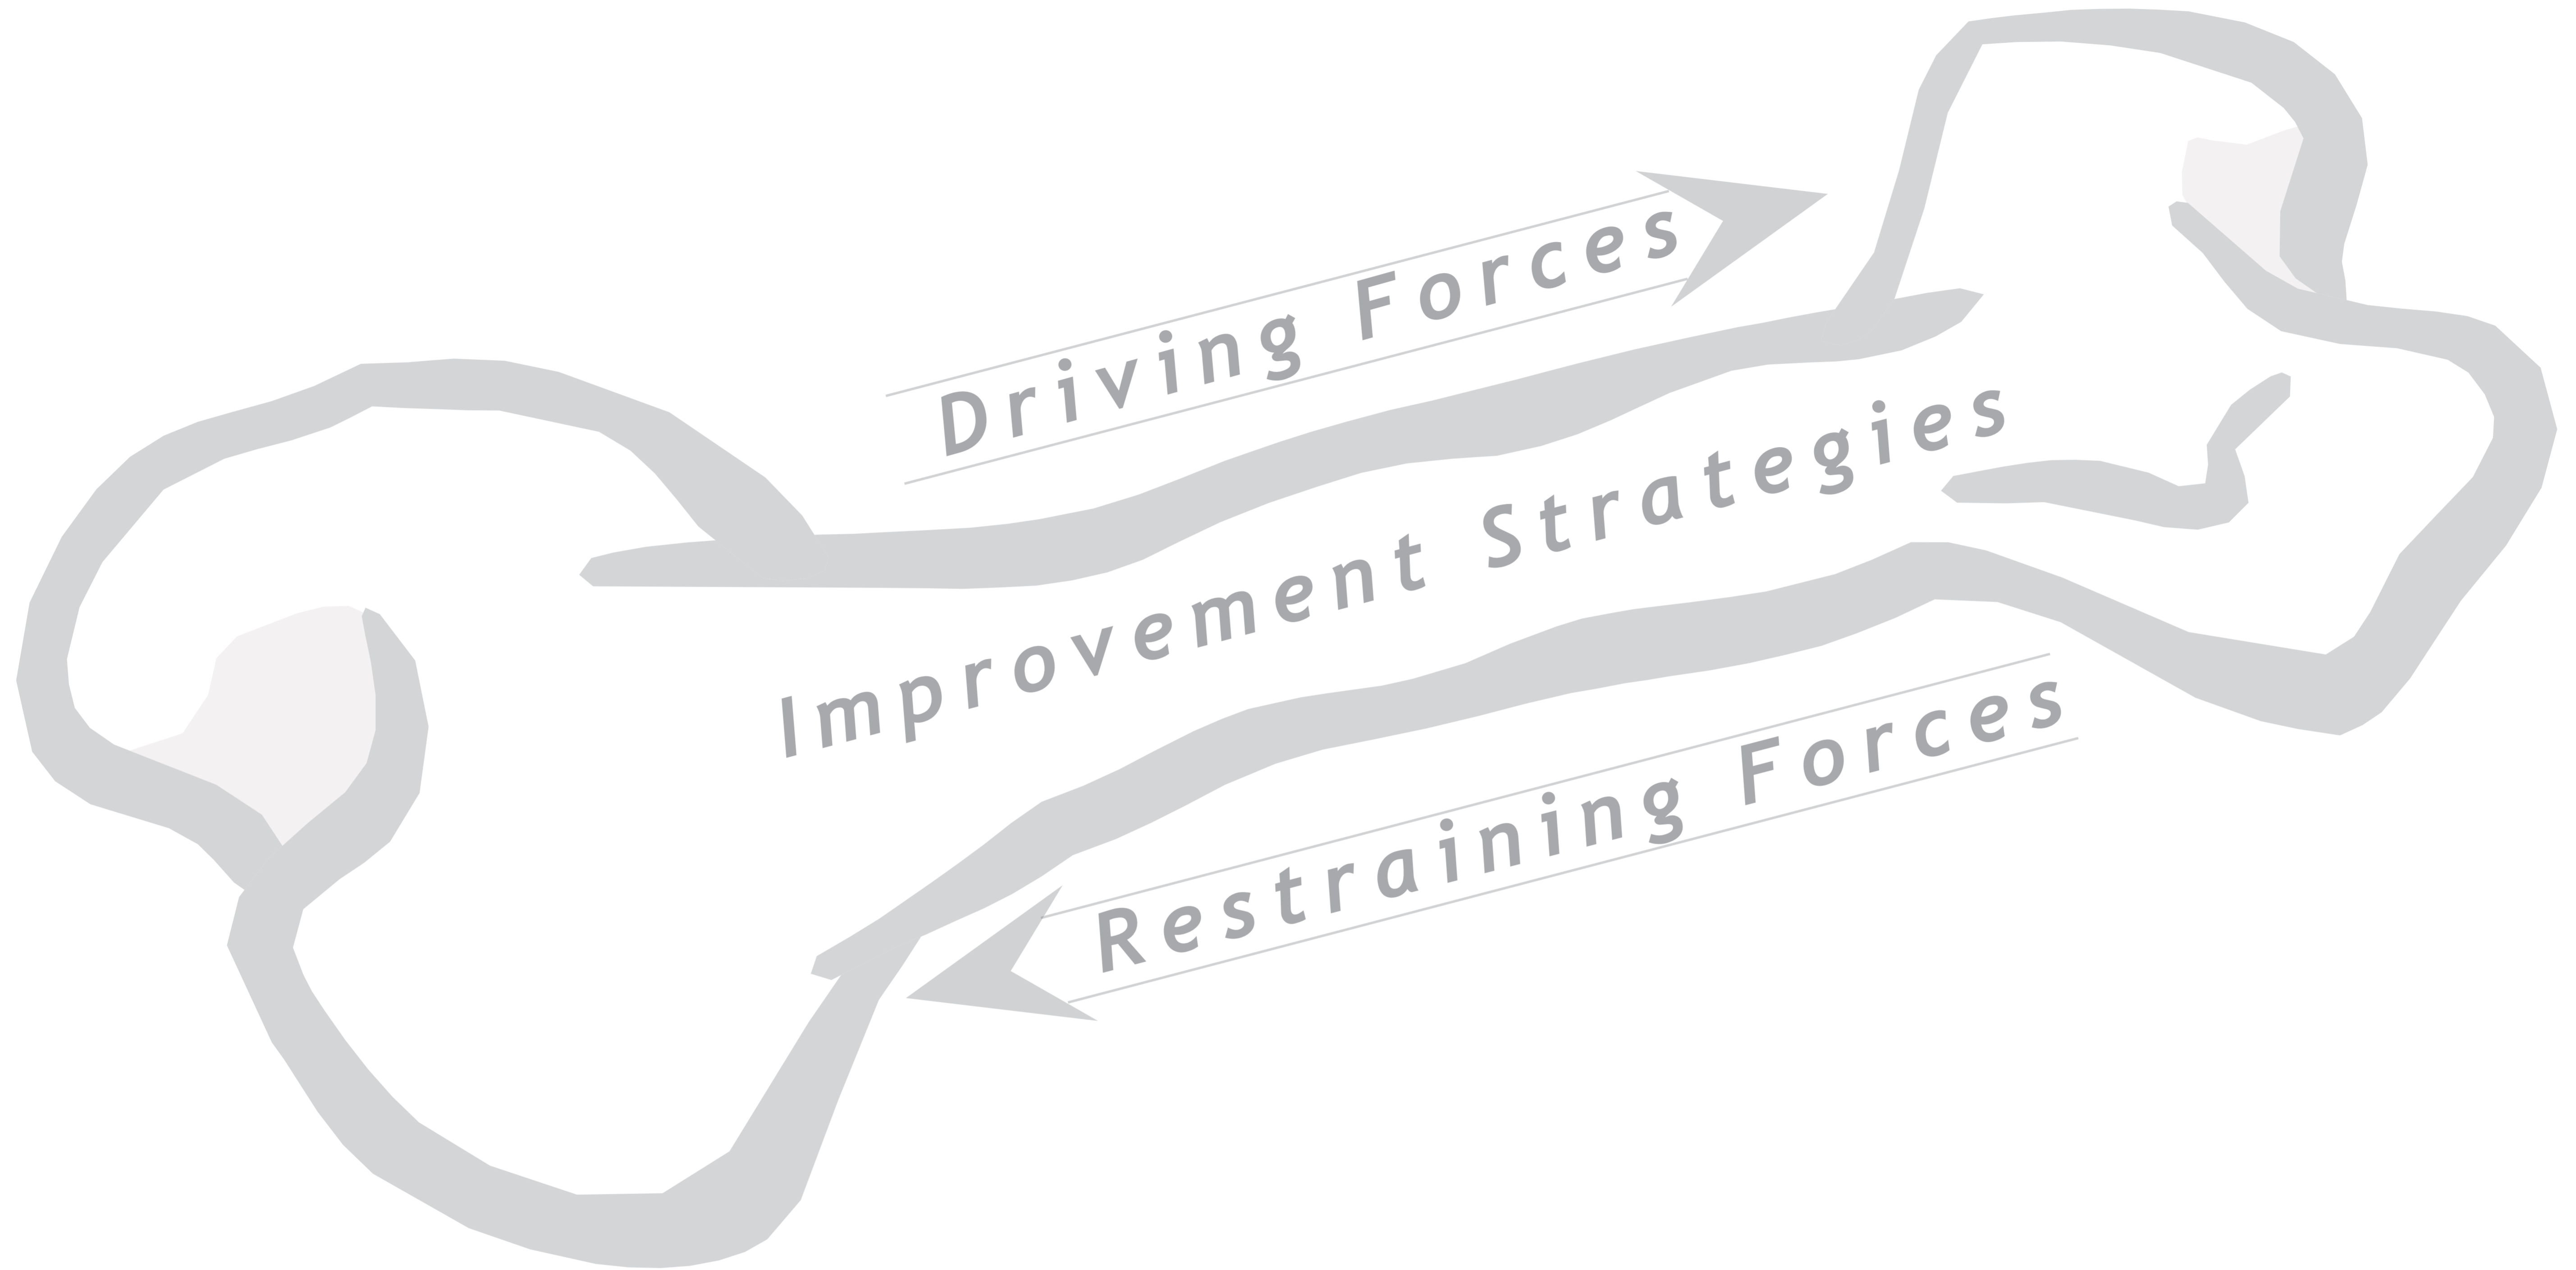 Driving Forces
Improvement Strategies
Restraining Forces